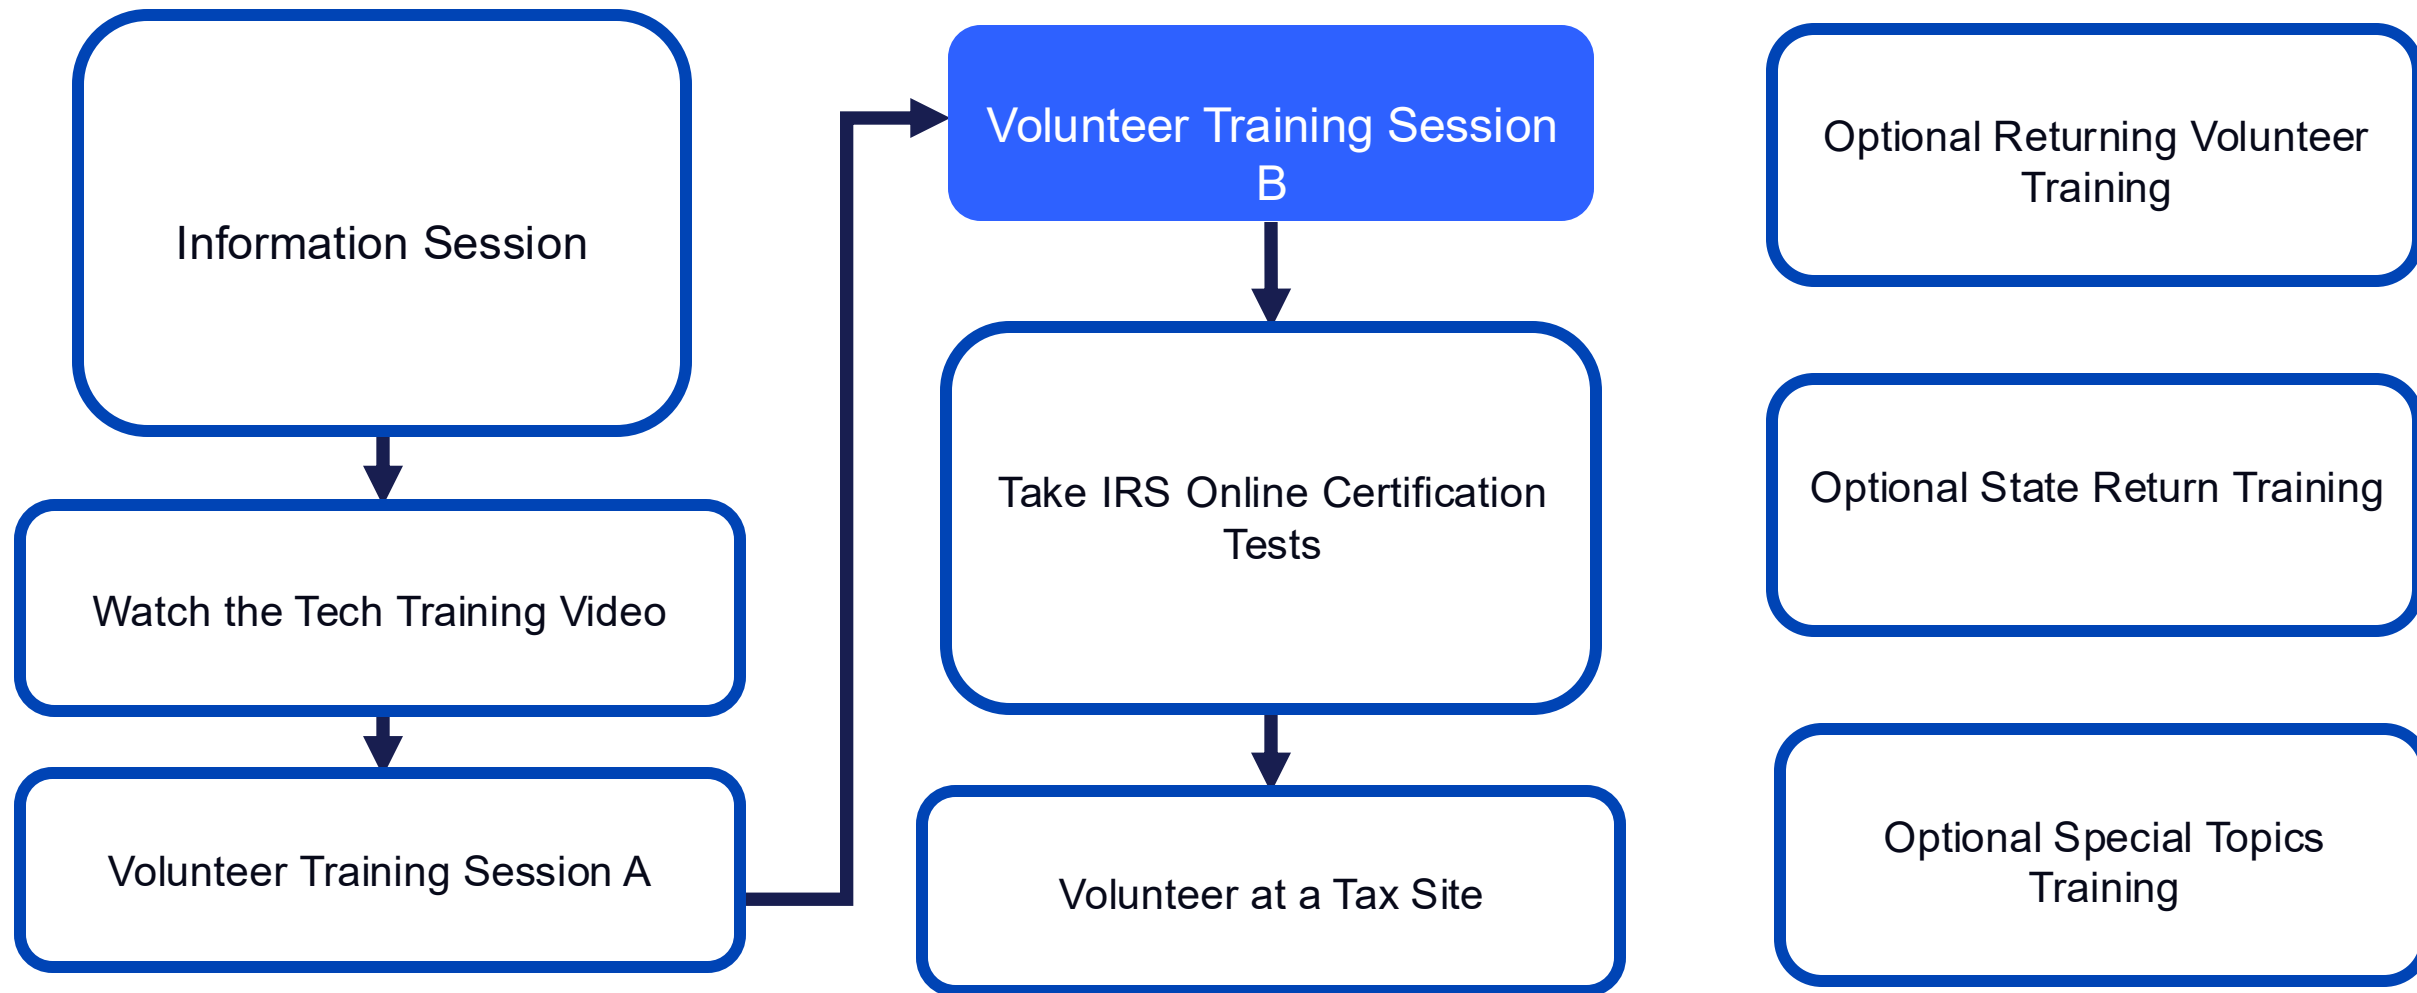 Information Session
Watch the Tech Training Video
Volunteer Training Session A
Volunteer Training Session
B
Take IRS Online Certification
Tests
Volunteer at a Tax Site
Optional Returning Volunteer
Training
Optional State Return Training
Optional Special Topics
Training